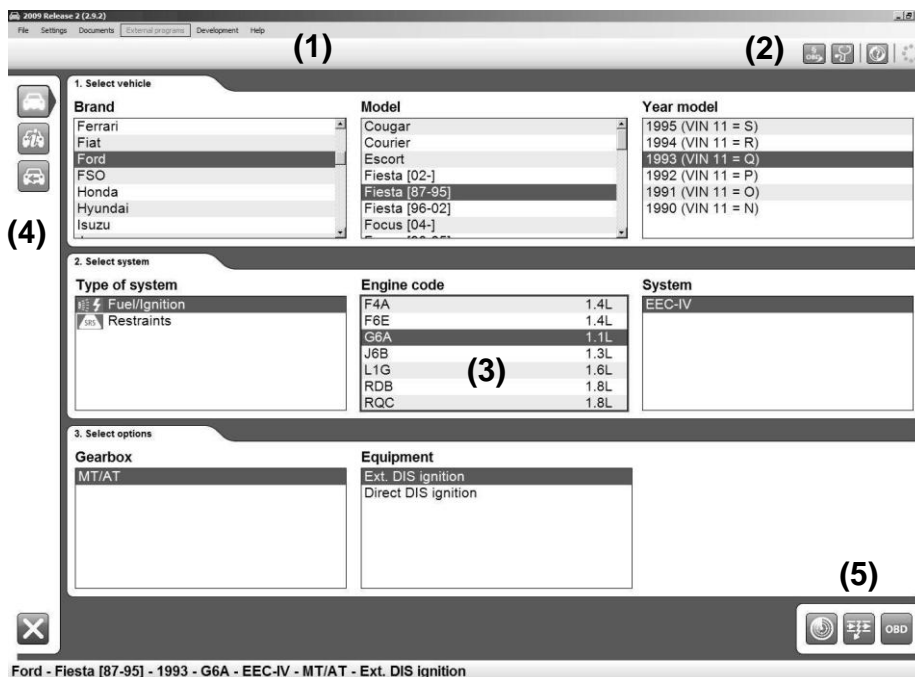 2009 Release 2 (2.9.2)
File Settings Documents External programs Development Help
(1)
(2)
OBD
1. Select vehicle
Brand Model Year model
Ferrari Cougar 1995 (VIN 11 = S)
Fiat Courier 1994 (VIN 11 = R)
Ford Escort 1993 (VIN 11 = Q)
FSO Fiesta [02-] 1992 (VIN 11 = P)
Honda Fiesta [87-95] 1991 (VIN 11 = O)
Hyundai Fiesta [96-02] 1990 (VIN 11 = N)
Isuzu Focus [04-]
(4)
2. Select system
Type of system Engine code System
Fuel/Ignition F4A 1.4L EEC-IV
SRS Restraints F6E 1.4L
G6A 1.1L
J6B 1.3L
L1G 1.6L
(3)
RDB 1.8L
RQC 1.8L
3. Select options
Gearbox Equipment
MT/AT Ext. DIS ignition
Direct DIS ignition
(5)
OBD
Ford - Fiesta [87-95] - 1993 - G6A - EEC-IV - MT/AT - Ext. DIS ignition